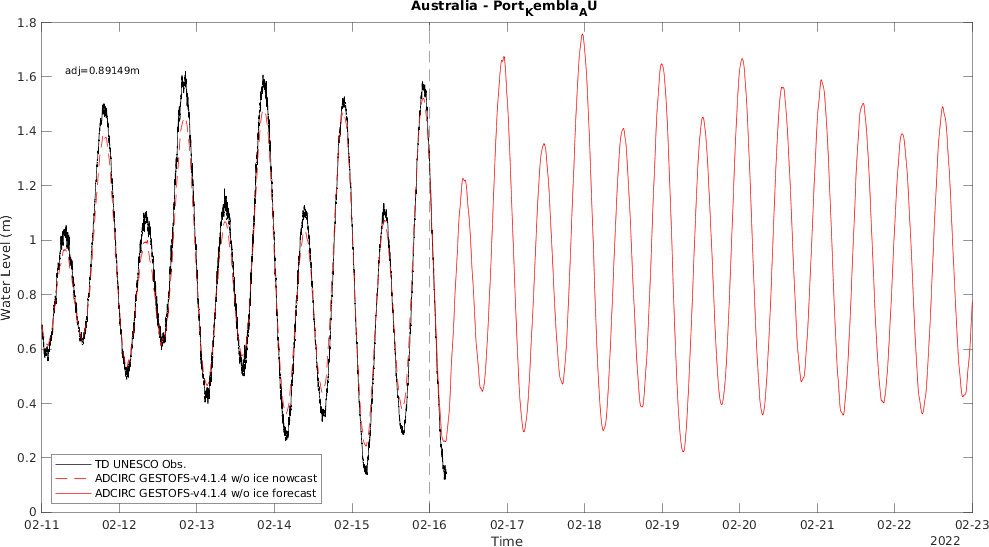 Australia - Port_Kembla_AU
1.8
adj=0.89149m
1.6
1.4
1.2
1
0.8
0.6
0.4
0.2
0
Water Level (m)
TD UNESCO Obs.
ADCIRC GESTOFS-v4.1.4 w/o ice nowcast
ADCIRC GESTOFS-v4.1.4 w/o ice forecast
02-11 02-12 02-13 02-14 02-15 02-16 02-17 02-18 02-19 02-20 02-21 02-22 02-23
Time
2022